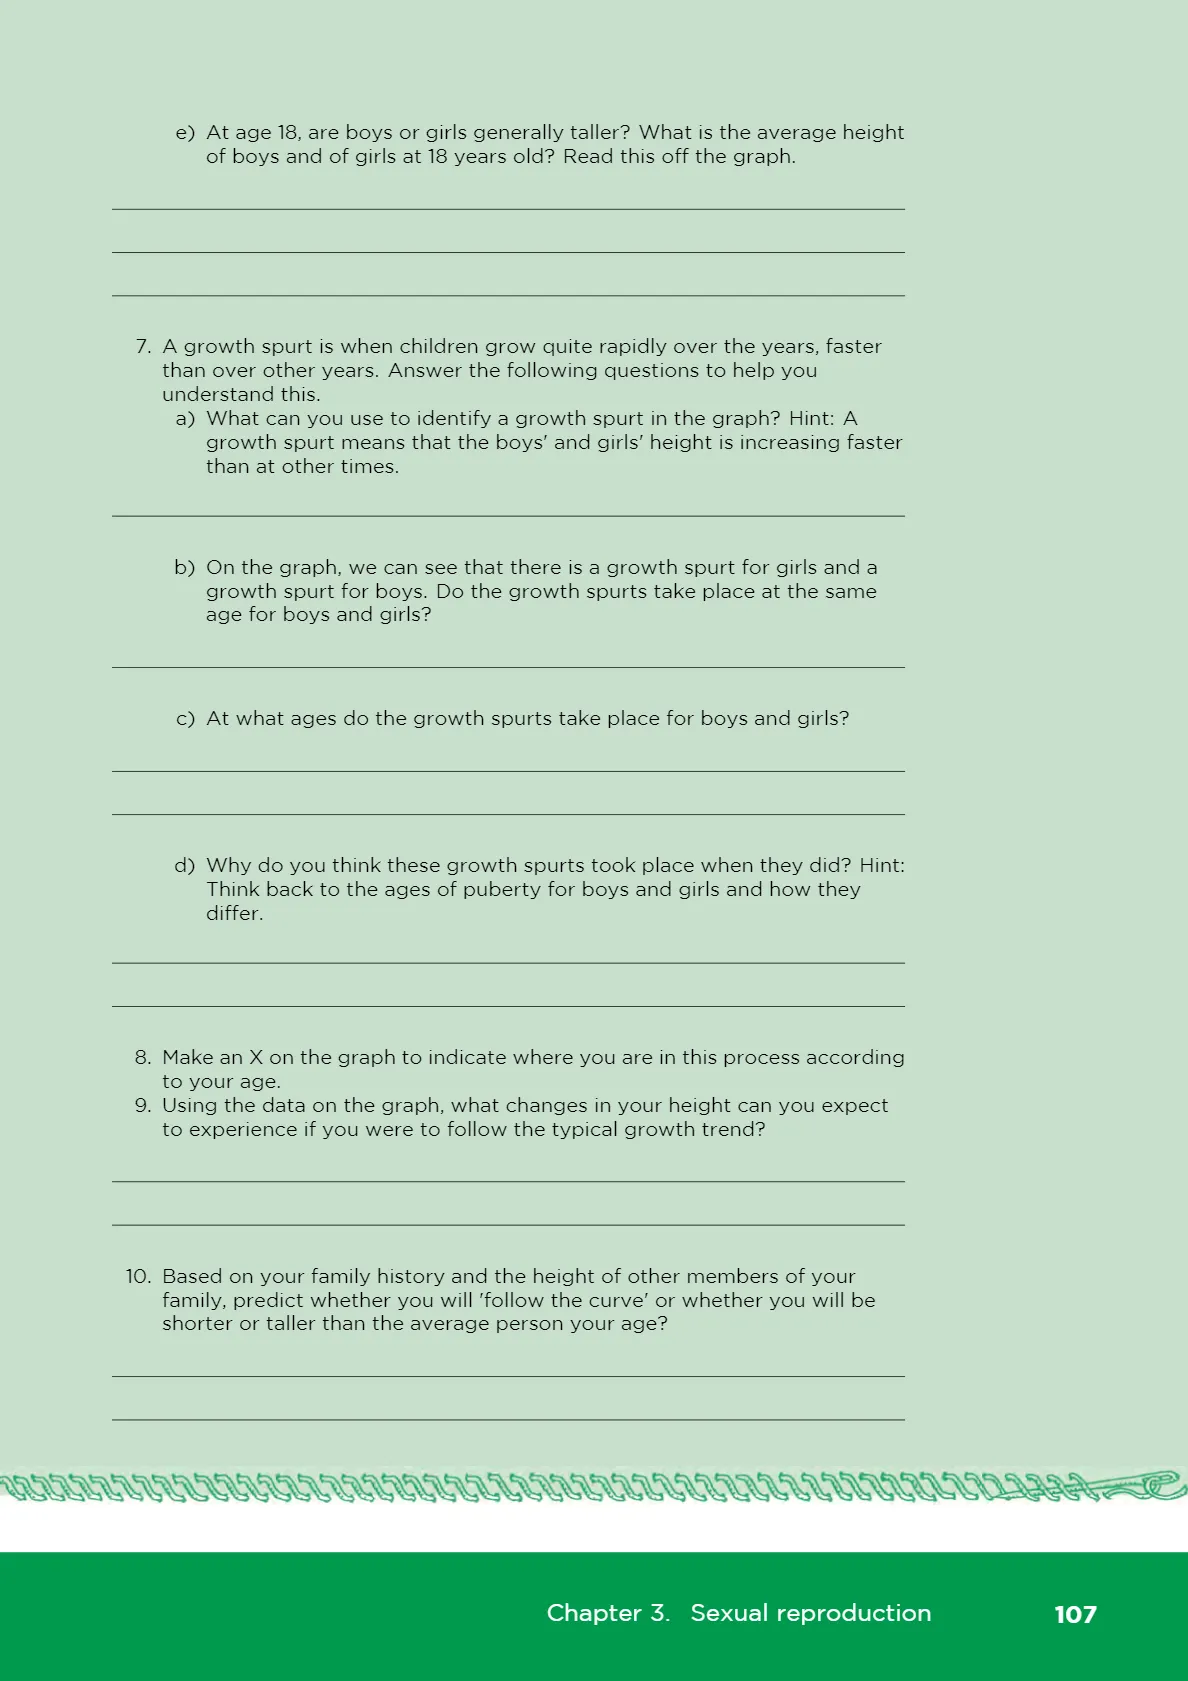 e) At age 18, are boys or girls generally taller? What is the average height
of boys and of girls at 18 years old? Read this off the graph.
7. A growth spurt is when children grow quite rapidly over the years, faster
than over other years. Answer the following questions to help you
understand this.
a) What can you use to identify a growth spurt in the graph? Hint: A
growth spurt means that the boys' and girls' height is increasing faster
than at other times.
b) On the graph, we can see that there is a growth spurt for girls and a
growth spurt for boys. Do the growth spurts take place at the same
age for boys and girls?
c) At what ages do the growth spurts take place for boys and girls?
d) Why do you think these growth spurts took place when they did? Hint:
Think back to the ages of puberty for boys and girls and how they
differ.
8. Make an X on the graph to indicate where you are in this process according
to your age.
9. Using the data on the graph, what changes in your height can you expect
to experience if you were to follow the typical growth trend?
10. Based on your family history and the height of other members of your
family, predict whether you will 'follow the curve' or whether you will be
shorter or taller than the average person your age?
Chapter 3. Sexual reproduction 107